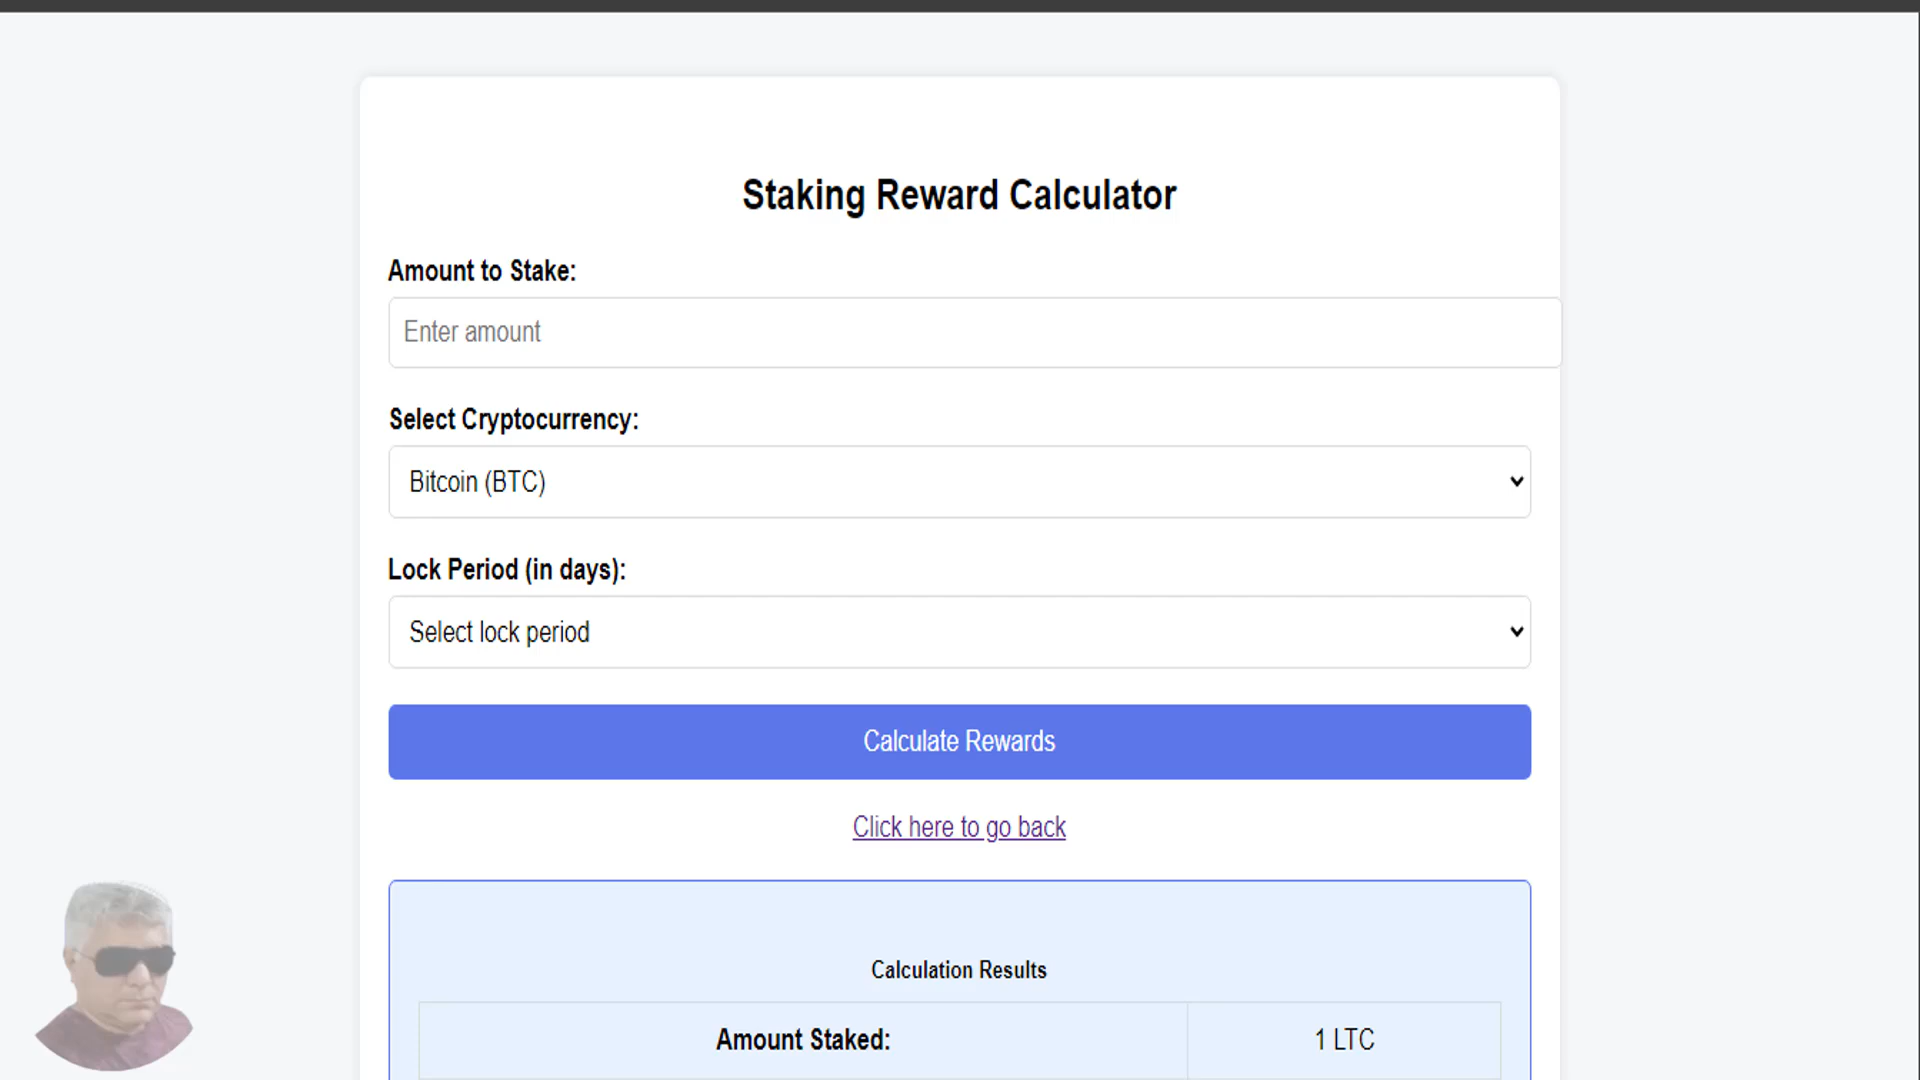 Staking Reward Calculator
Amount to Stake:
Enter amount
Select Cryptocurrency:
Bitcoin (BTC)
Lock Period (in days):
Select lock period
Calculate Rewards
Click here to go back
Calculation Results
Amount Staked: 1 LTC